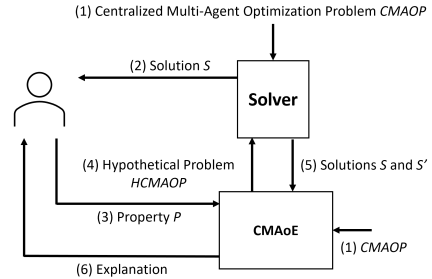 (1) Centralized Multi-Agent Optimization Problem CMAOP
(2) Solution S
Solver
(4) Hypothetical Problem
HCMAOP
(5) Solutions S and S′
(3) Property P
CMAoE
(1) CMAOP
(6) Explanation